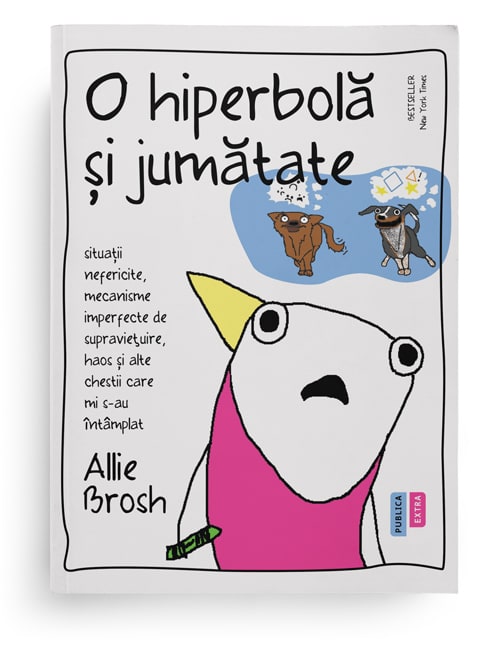 O hiperbolă
și jumătate
BESTSELLER
New York Times
!
situații
nefericite,
mecanisme
imperfecte de
supraviețuire,
haos și alte
chestii care
mi s-au
întâmplat
Allie
Brosh
PUBLICA
EXTRA